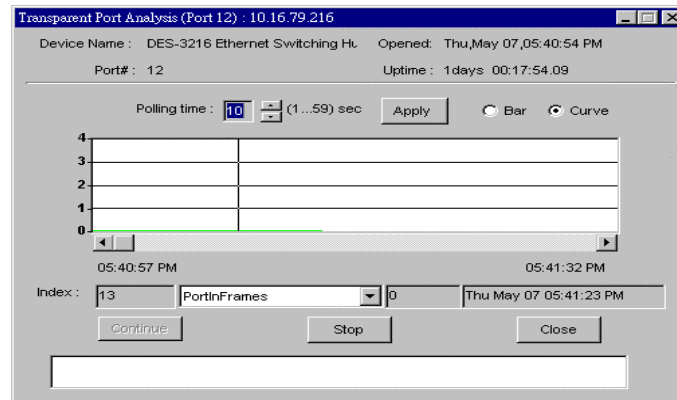 Transparent Port Analysis (Port 12) : 10.16.79.216
Device Name : DES-3216 Ethernet Switching Hu Opened: Thu,May 07,05:40:54 PM
Port# : 12 Uptime : 1days 00:17:54.09
Polling time : 10 (1...59) sec Apply Bar Curve
4
3
2
1
0
05:40:57 PM 05:41:32 PM
Index : 13 PortInFrames 0 Thu May 07 05:41:23 PM
Continue Stop Close